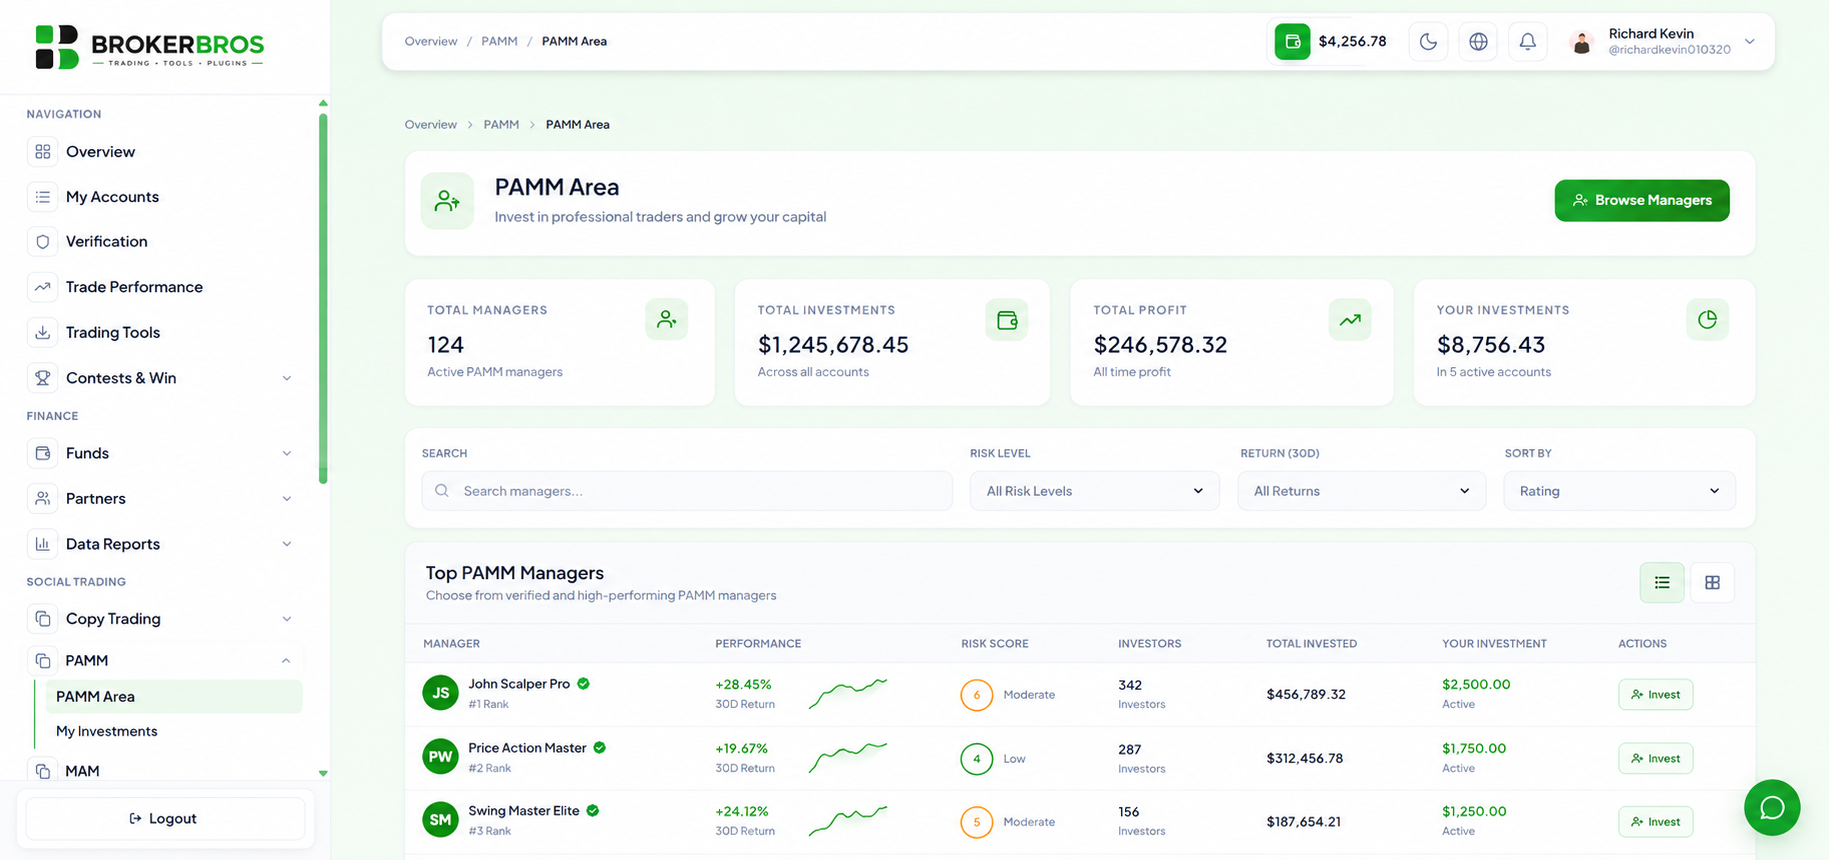 BROKERBROS
TRADING • TOOLS • PLUGINS
NAVIGATION
Overview
My Accounts
Verification
Trade Performance
Trading Tools
Contests & Win
FINANCE
Funds
Partners
Data Reports
SOCIAL TRADING
Copy Trading
PAMM
PAMM Area
My Investments
MAM
Logout
Overview / PAMM / PAMM Area
$4,256.78
Richard Kevin
@richardkevin010320
Overview > PAMM > PAMM Area
PAMM Area
Invest in professional traders and grow your capital
Browse Managers
TOTAL MANAGERS
124
Active PAMM managers
TOTAL INVESTMENTS
$1,245,678.45
Across all accounts
TOTAL PROFIT
$246,578.32
All time profit
YOUR INVESTMENTS
$8,756.43
In 5 active accounts
SEARCH
Search managers...
RISK LEVEL
All Risk Levels
RETURN (30D)
All Returns
SORT BY
Rating
Top PAMM Managers
Choose from verified and high-performing PAMM managers
MANAGER PERFORMANCE RISK SCORE INVESTORS TOTAL INVESTED YOUR INVESTMENT ACTIONS
JS John Scalper Pro +28.45% 6 Moderate 342 $456,789.32 $2,500.00 Invest
#1 Rank 30D Return Investors Active
PW Price Action Master +19.67% 4 Low 287 $312,456.78 $1,750.00 Invest
#2 Rank 30D Return Investors Active
SM Swing Master Elite +24.12% 5 Moderate 156 $187,654.21 $1,250.00 Invest
#3 Rank 30D Return Investors Active